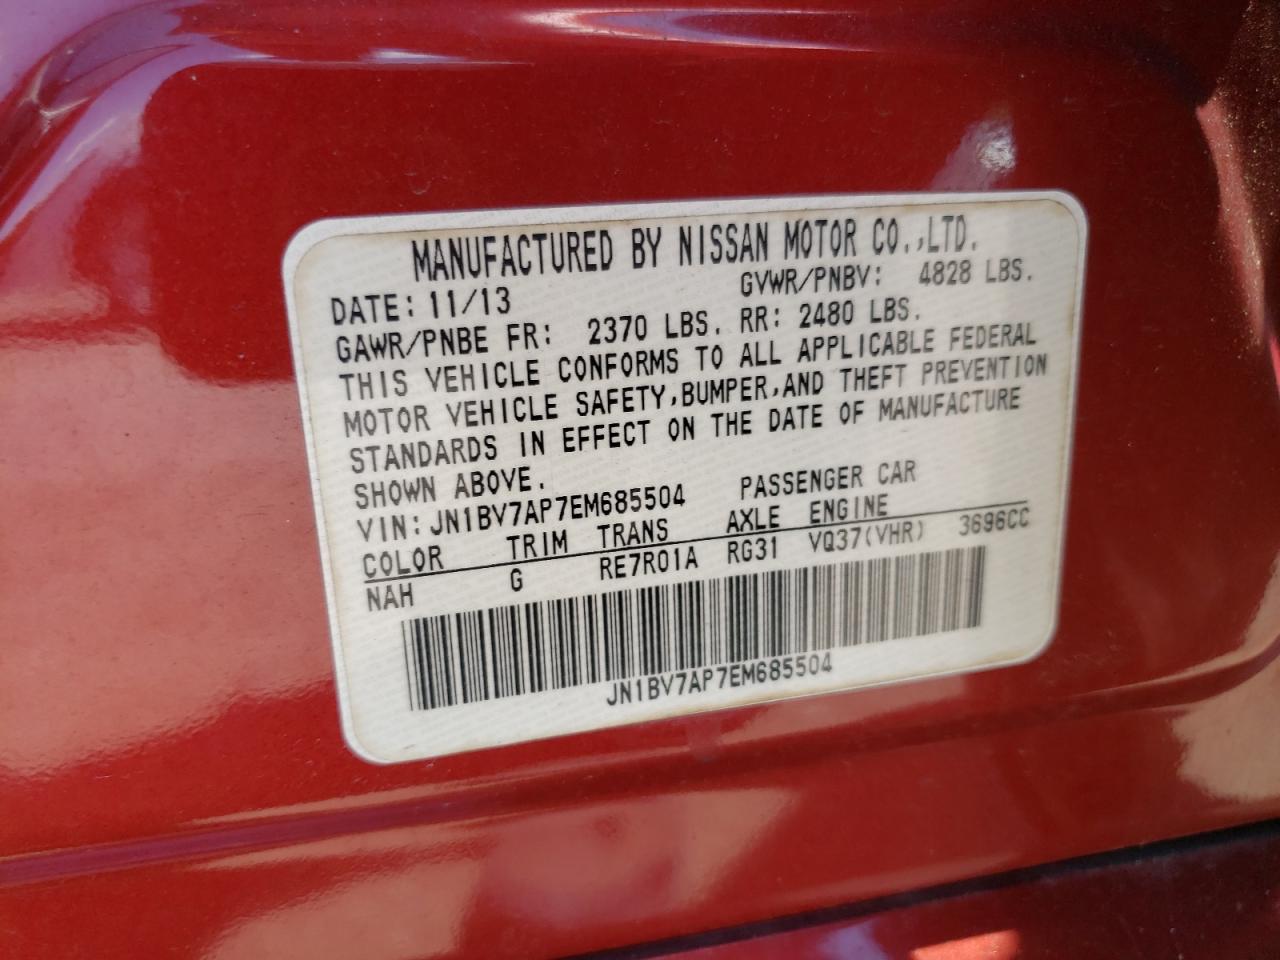 MANUFACTURED BY NISSAN MOTOR CO.,LTD.
DATE: 11/13 GVWR/PNBV: 4828 LBS.
GAWR/PNBE FR: 2370 LBS. RR: 2480 LBS.
THIS VEHICLE CONFORMS TO ALL APPLICABLE FEDERAL
MOTOR VEHICLE SAFETY,BUMPER,AND THEFT PREVENTION
STANDARDS IN EFFECT ON THE DATE OF MANUFACTURE
SHOWN ABOVE.
VIN: JN1BV7AP7EM685504 PASSENGER CAR
COLOR TRIM TRANS AXLE ENGINE
NAH G RE7R01A RG31 VQ37(VHR) 3696CC
JN1BV7AP7EM685504